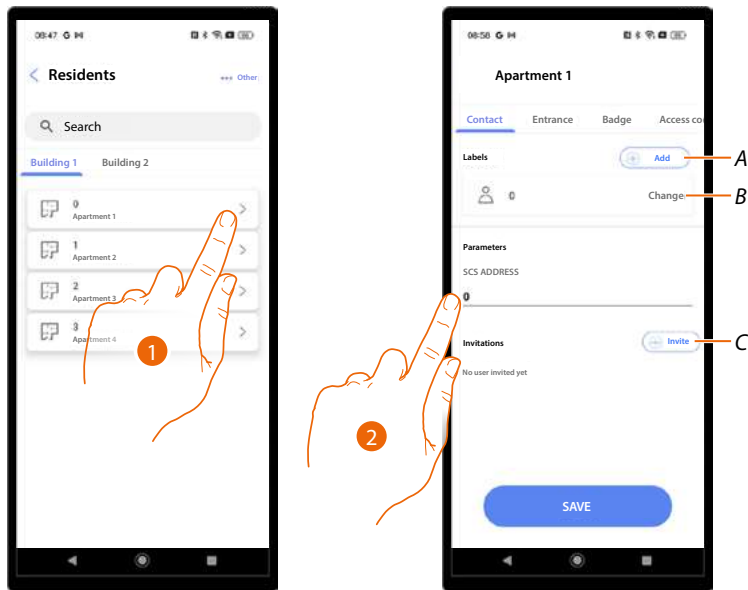 08:47 G
Residents
••• Other
Search
Building 1 Building 2
0
Apartment 1
1
Apartment 2
2
Apartment 3
3
Apartment 4
1
08:58 G
Apartment 1
Contact Entrance Badge Access co
Labels
Add
A
0
Change
B
Parameters
SCS ADDRESS
0
Invitations
Invite
C
No user invited yet
2
SAVE